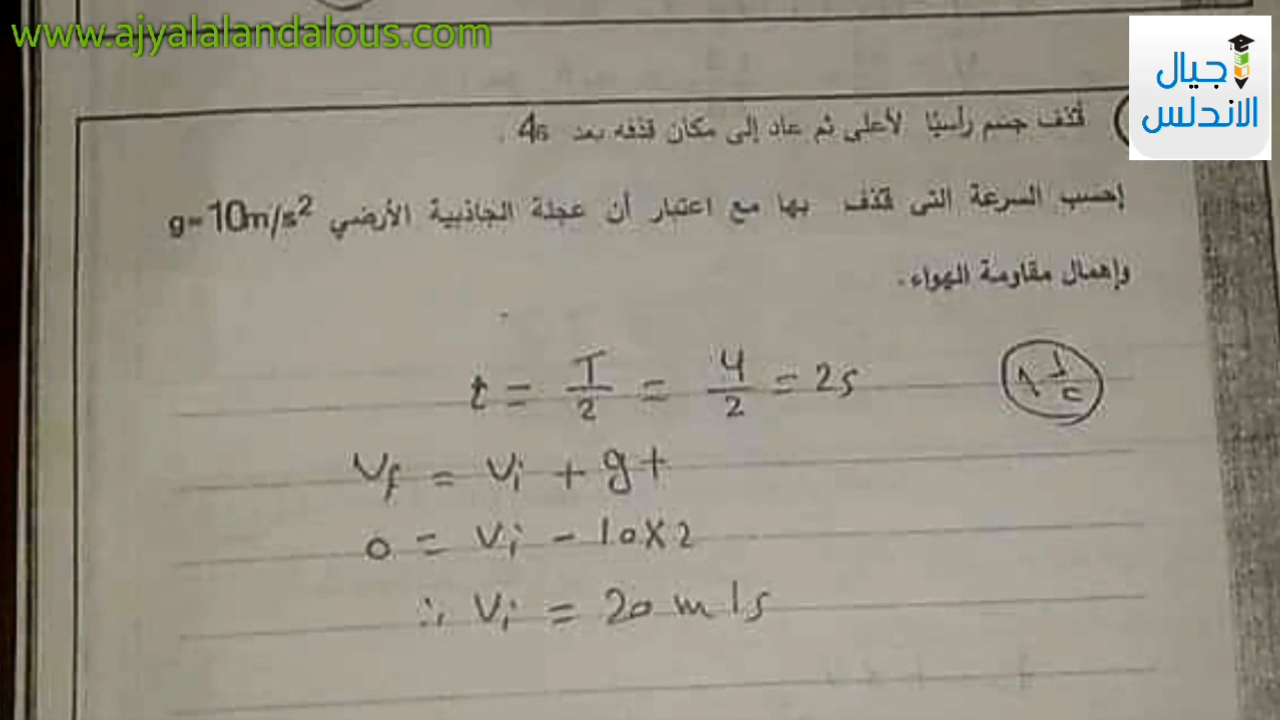 www.ajyalalandalous.com
جيال
الاندلس
قذف جسم رأسيًا لأعلى ثم عاد إلى مكان قذفه بعد 4s .
إحسب السرعة التى قذف بها مع اعتبار أن عجلة الجاذبية الأرضي g=10m/s²
وإهمال مقاومة الهواء .
t = T/2 = 4/2 = 2s
Vf = Vi + gt
0 = Vi - 10x2
∴ Vi = 20 m/s